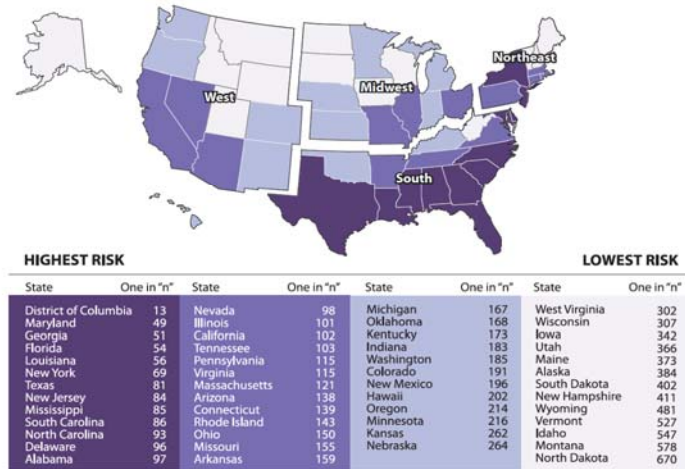 Northeast
Midwest
West
South
HIGHEST RISK
LOWEST RISK
State One in "n" State One in "n" State One in "n" State One in "n"
District of Columbia 13 Nevada 98 Michigan 167 West Virginia 302
Maryland 49 Illinois 101 Oklahoma 168 Wisconsin 307
Georgia 51 California 102 Kentucky 173 Iowa 342
Florida 54 Tennessee 103 Indiana 183 Utah 366
Louisiana 56 Pennsylvania 115 Washington 185 Maine 373
New York 69 Virginia 115 Colorado 191 Alaska 384
Texas 81 Massachusetts 121 New Mexico 196 South Dakota 402
New Jersey 84 Arizona 138 Hawaii 202 New Hampshire 411
Mississippi 85 Connecticut 139 Oregon 214 Wyoming 481
South Carolina 86 Rhode Island 143 Minnesota 216 Vermont 527
North Carolina 93 Ohio 150 Kansas 262 Idaho 547
Delaware 96 Missouri 155 Nebraska 264 Montana 578
Alabama 97 Arkansas 159 North Dakota 670